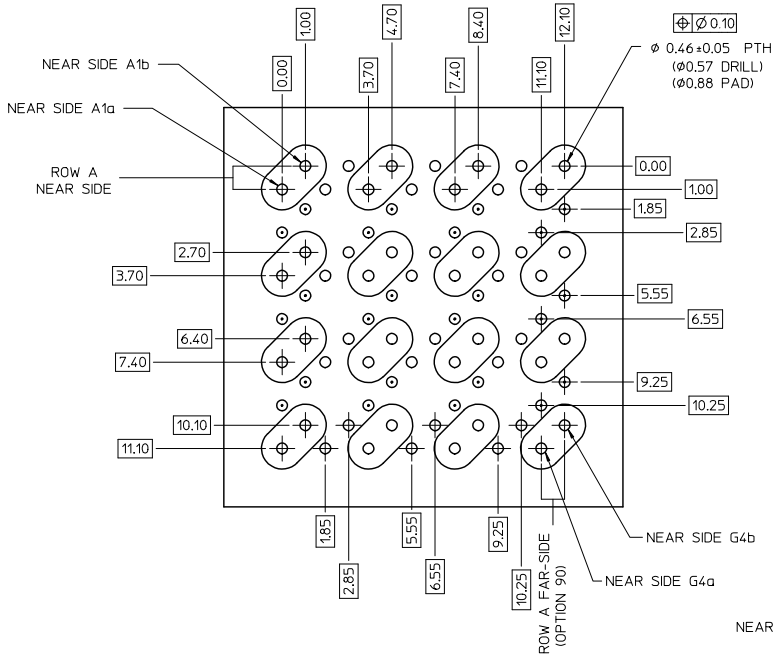 0.00
1.00
3.70
4.70
7.40
8.40
11.10
12.10
⌖ Ø 0.10
Ø 0.46±0.05 PTH
(Ø0.57 DRILL)
(Ø0.88 PAD)
NEAR SIDE A1b
NEAR SIDE A1a
ROW A
NEAR SIDE
0.00
1.00
1.85
2.85
2.70
3.70
5.55
6.55
6.40
7.40
9.25
10.25
10.10
11.10
1.85
2.85
5.55
6.55
9.25
10.25
ROW A FAR-SIDE
(OPTION 90)
NEAR SIDE G4b
NEAR SIDE G4a
NEAR